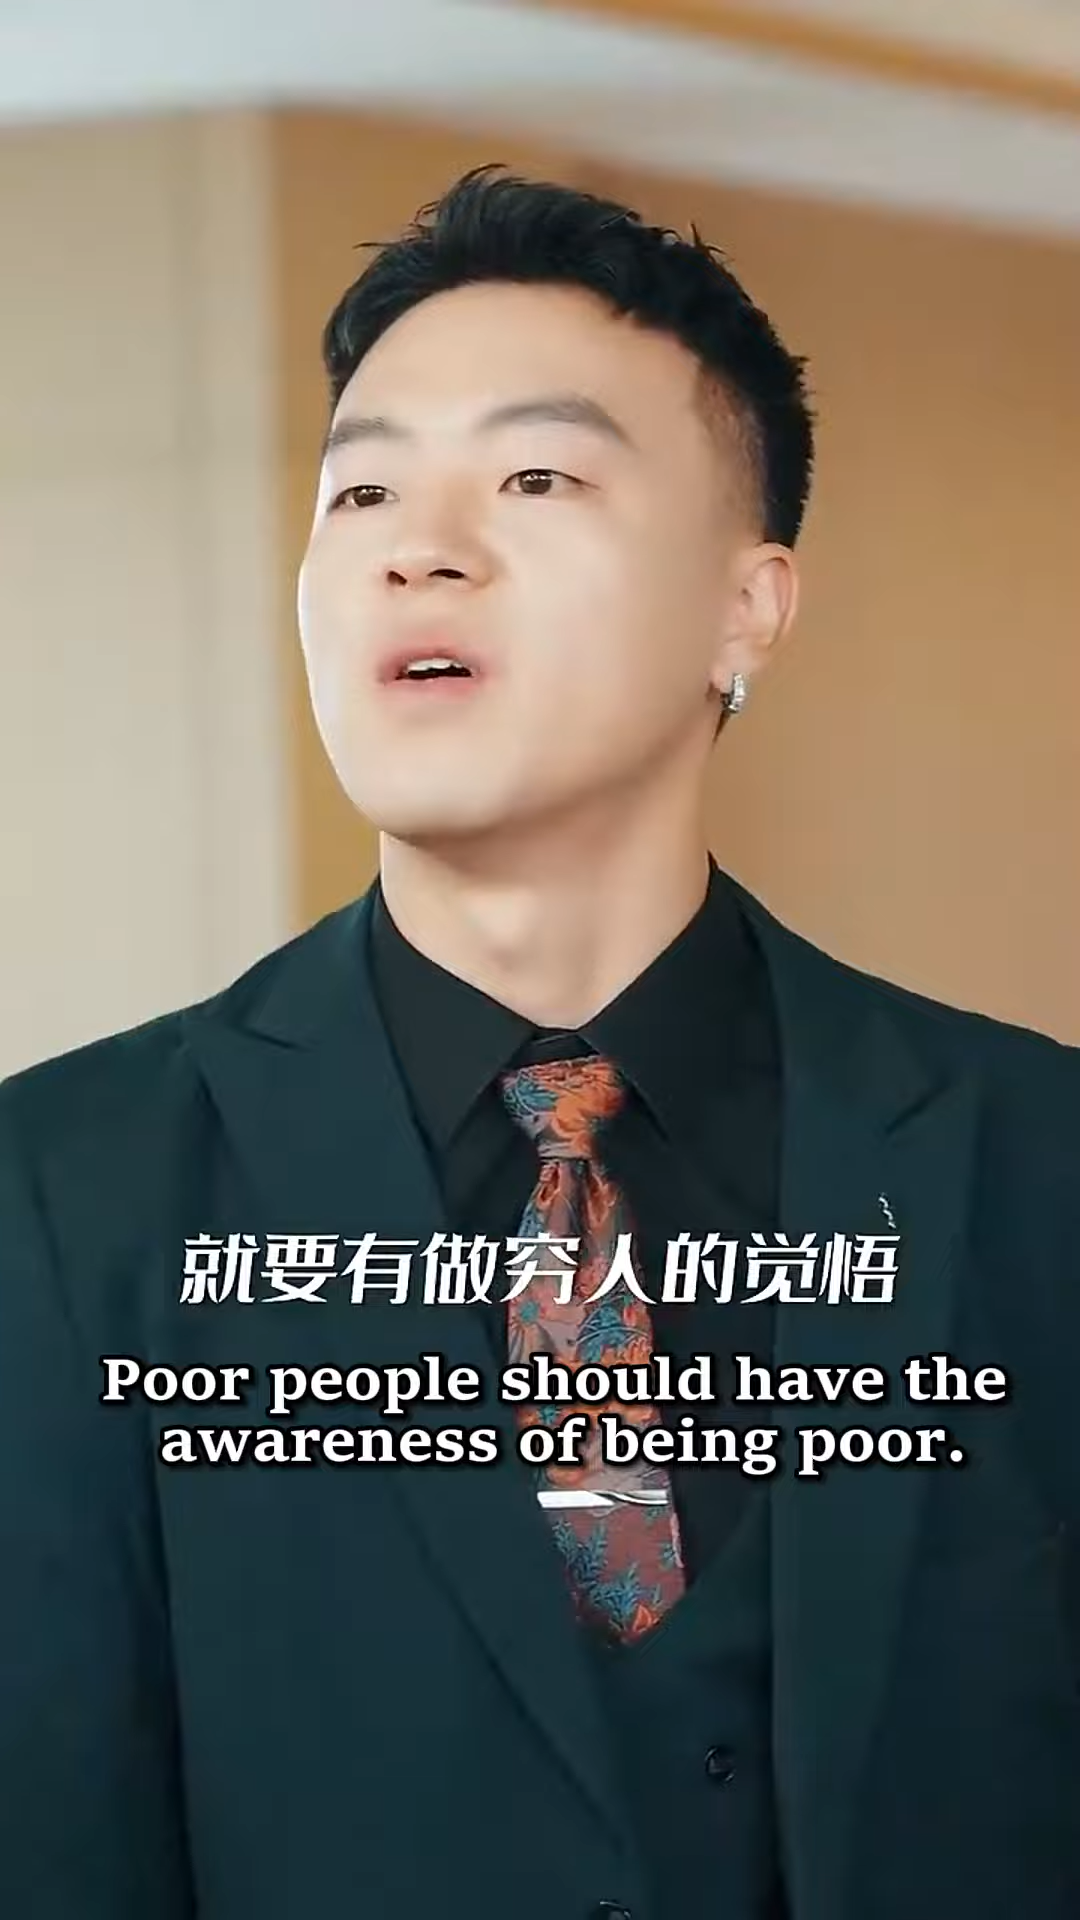 就要有做穷人的觉悟
Poor people should have the
awareness of being poor.